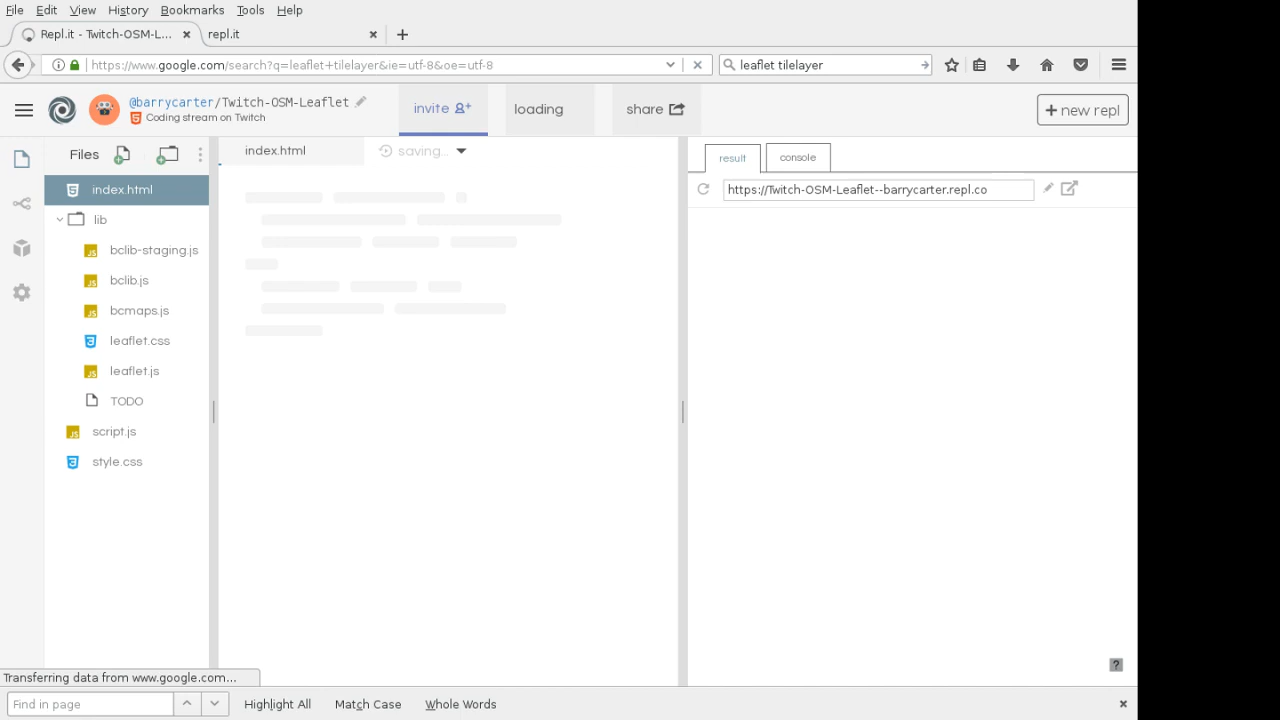 File Edit View History Bookmarks Tools Help
Repl.it - Twitch-OSM-L... repl.it
https://www.google.com/search?q=leaflet+tilelayer&ie=utf-8&oe=utf-8 leaflet tilelayer
@barrycarter/Twitch-OSM-Leaflet
Coding stream on Twitch
invite loading share + new repl
Files index.html saving... result console
index.html https://Twitch-OSM-Leaflet--barrycarter.repl.co
lib
bclib-staging.js
bclib.js
bcmaps.js
leaflet.css
leaflet.js
TODO
script.js
style.css
?
Transferring data from www.google.com...
Find in page Highlight All Match Case Whole Words